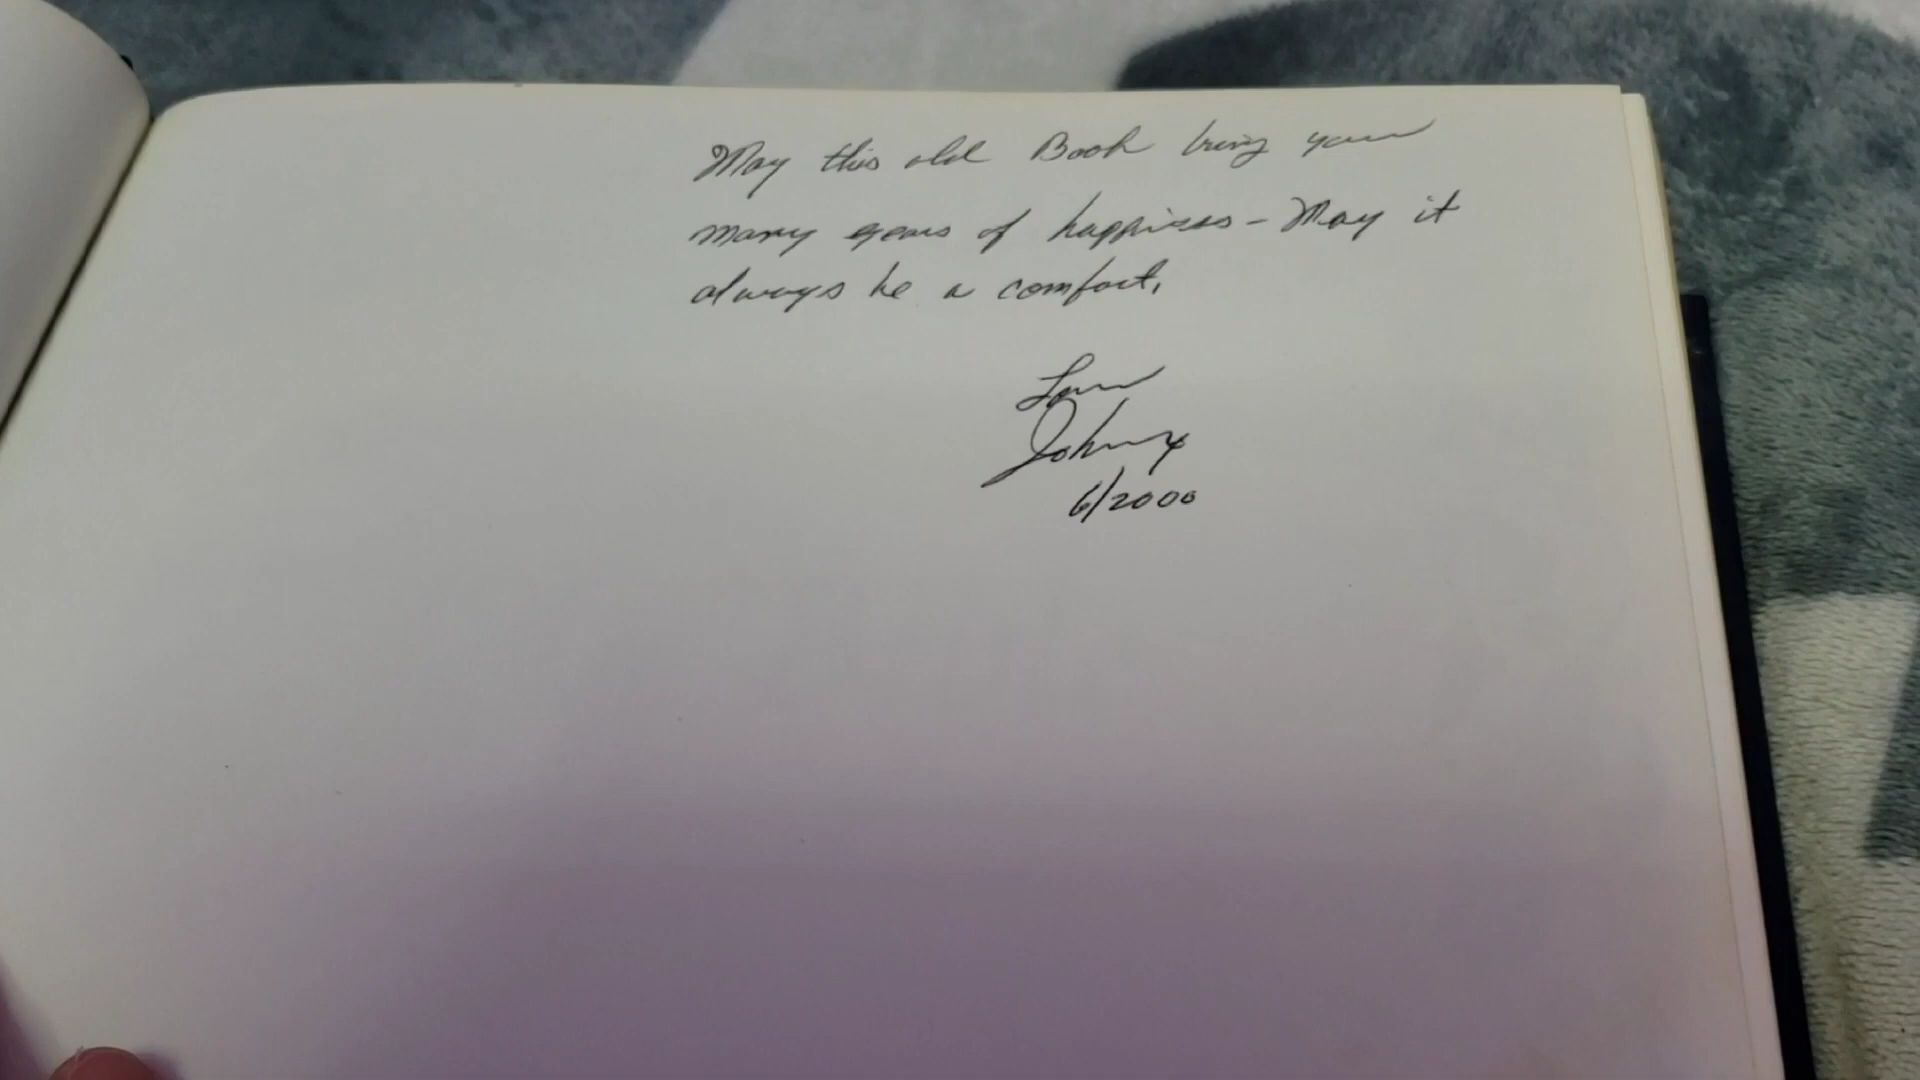 May this old Book bring you
many years of happiness - May it
always be a comfort.
Love
Johnny
6/2000